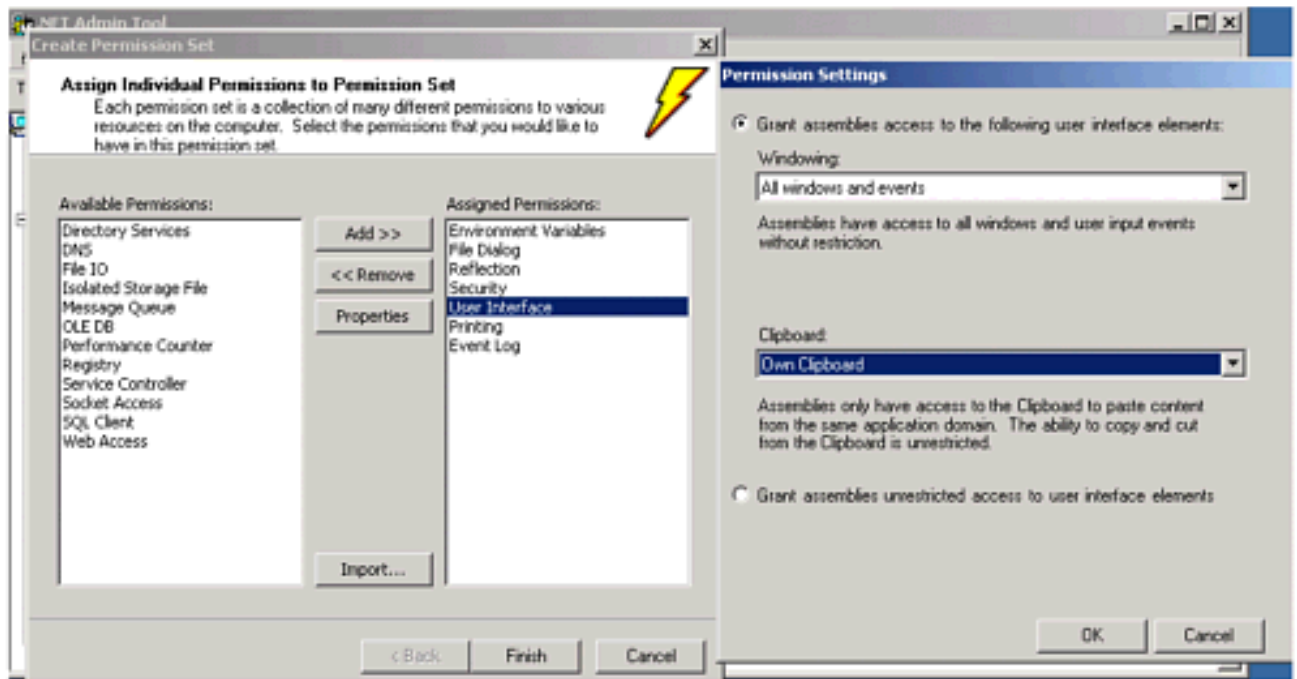 .NET Admin Tool
Create Permission Set
Assign Individual Permissions to Permission Set
Each permission set is a collection of many different permissions to various
resources on the computer. Select the permissions that you would like to
have in this permission set.
Available Permissions:
Directory Services
DNS
File IO
Isolated Storage File
Message Queue
OLE DB
Performance Counter
Registry
Service Controller
Socket Access
SQL Client
Web Access
Add >>
<< Remove
Properties
Import...
Assigned Permissions:
Environment Variables
File Dialog
Reflection
Security
User Interface
Printing
Event Log
< Back
Finish
Cancel
Permission Settings
Grant assemblies access to the following user interface elements:
Windowing:
All windows and events
Assemblies have access to all windows and user input events
without restriction.
Clipboard:
Own Clipboard
Assemblies only have access to the Clipboard to paste content
from the same application domain. The ability to copy and cut
from the Clipboard is unrestricted.
Grant assemblies unrestricted access to user interface elements
OK
Cancel